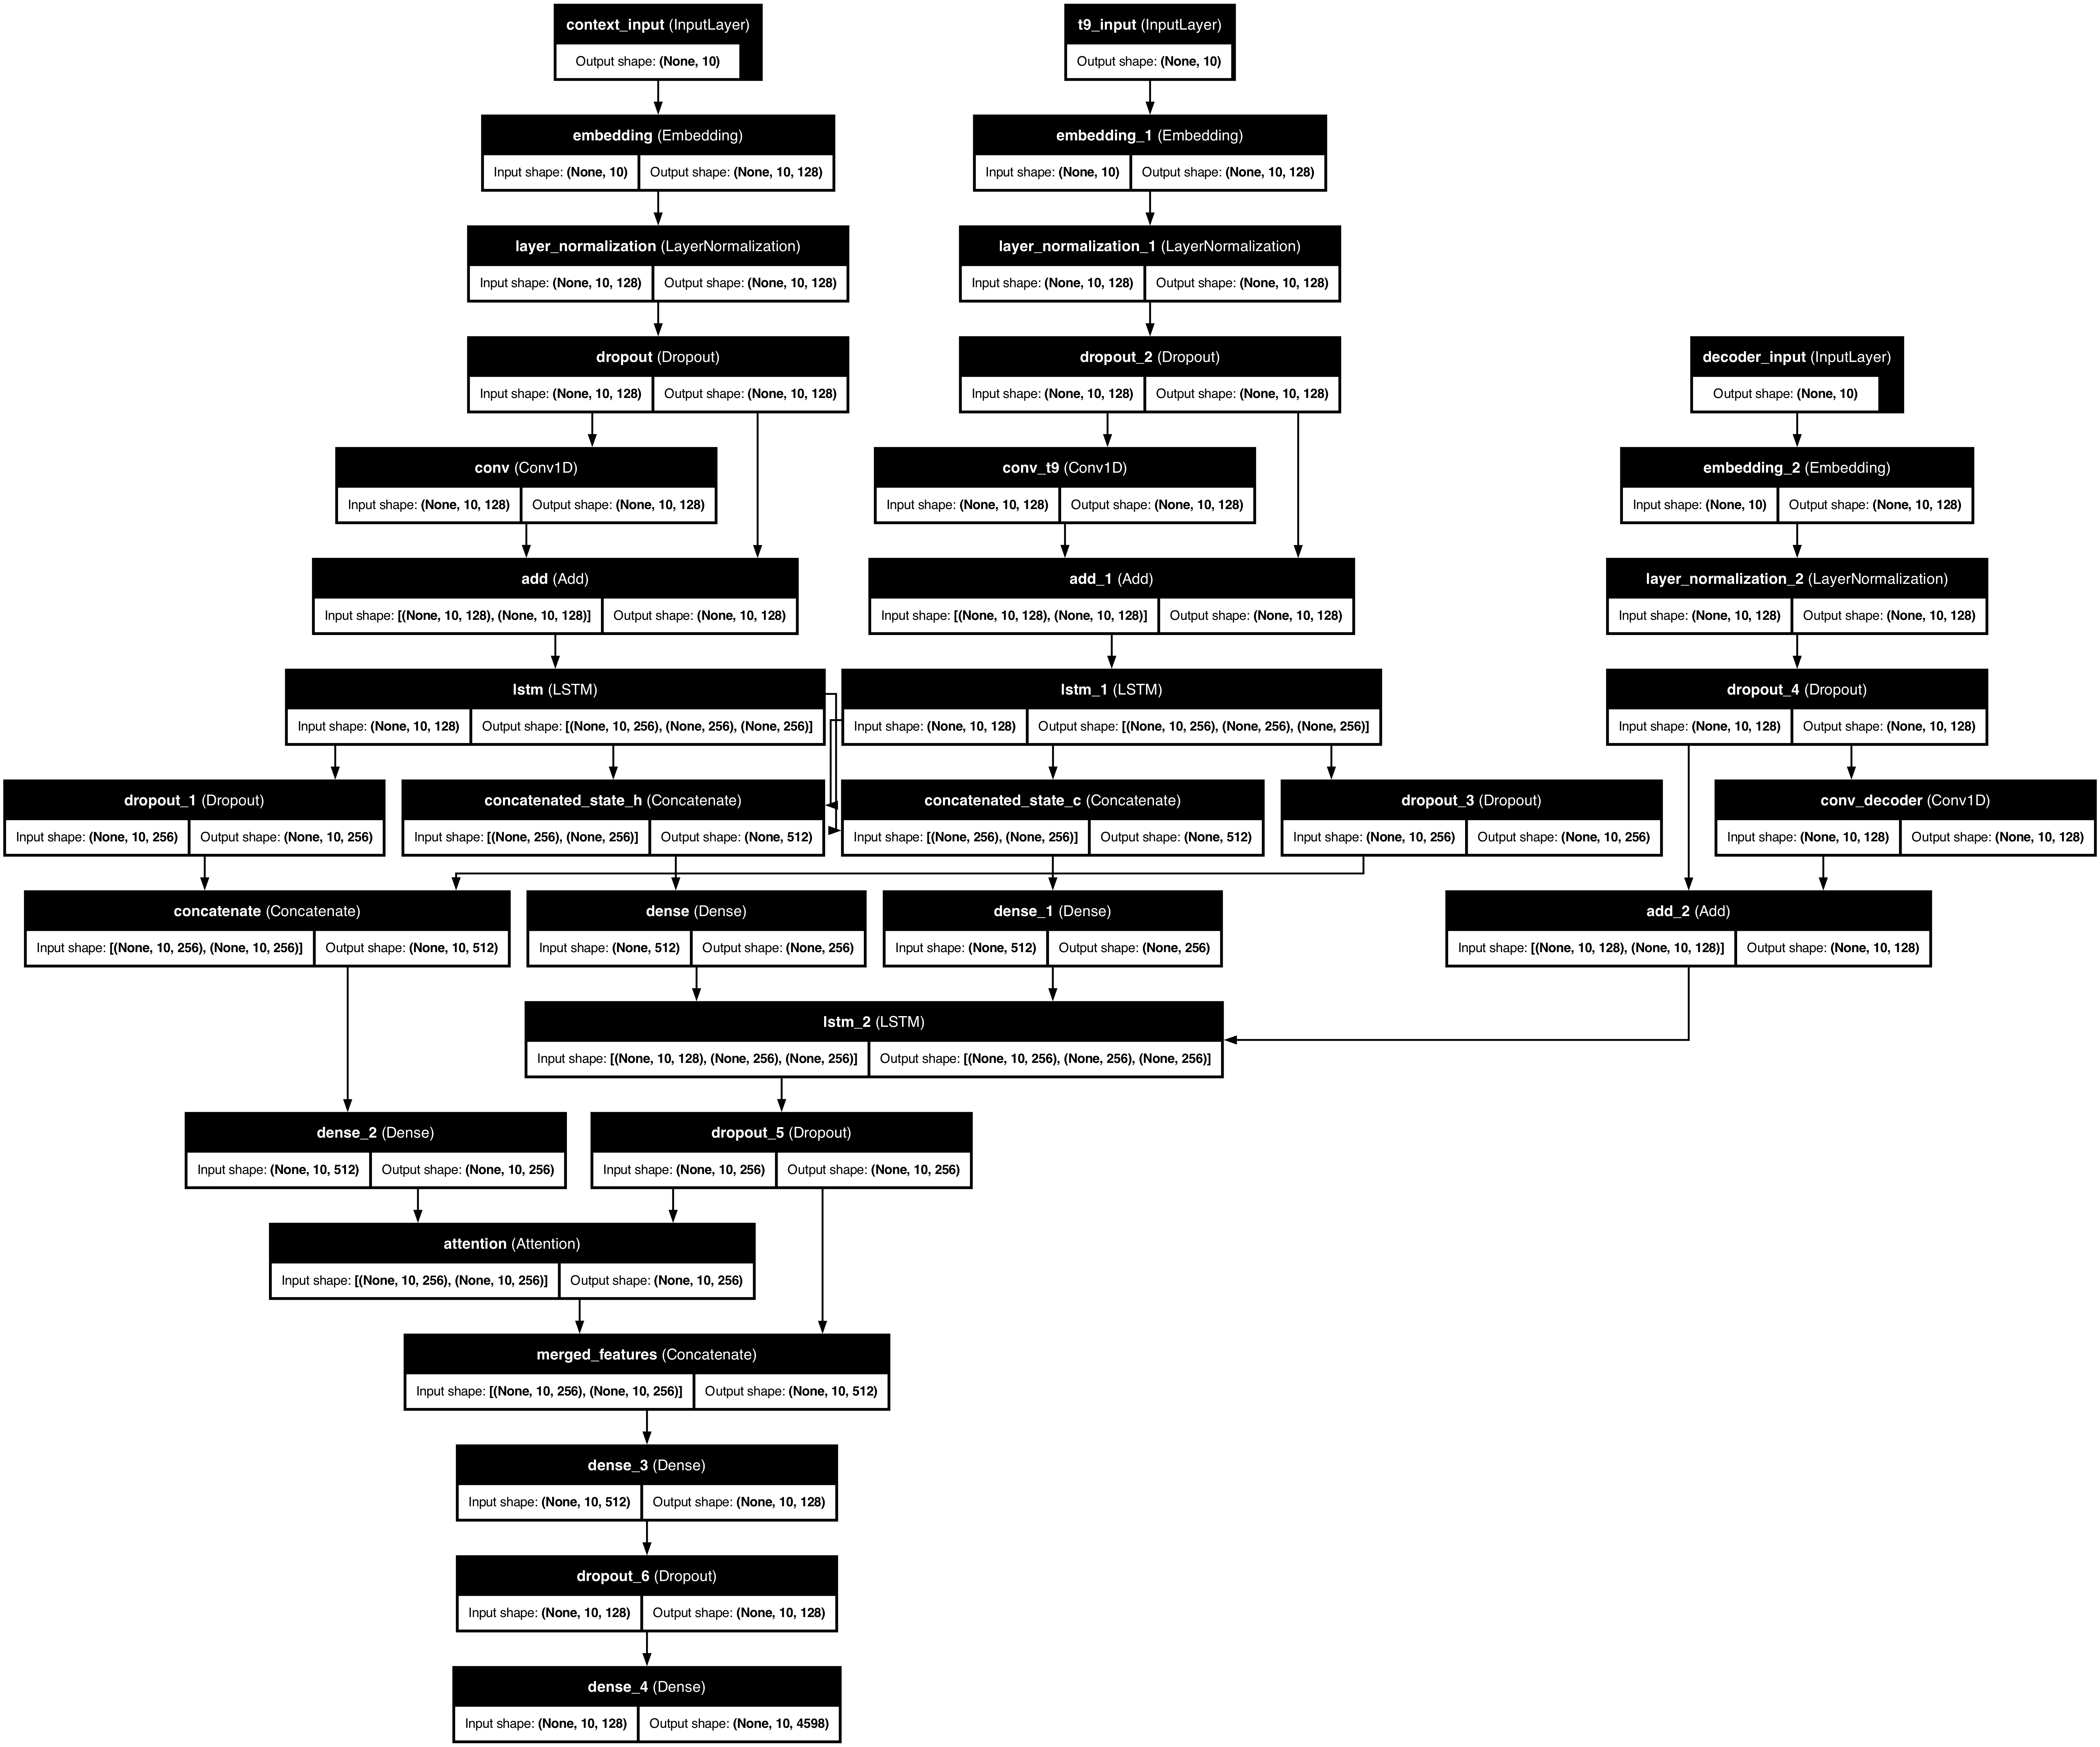 context_input (InputLayer)
Output shape: (None, 10)
t9_input (InputLayer)
Output shape: (None, 10)
embedding (Embedding)
Input shape: (None, 10) Output shape: (None, 10, 128)
embedding_1 (Embedding)
Input shape: (None, 10) Output shape: (None, 10, 128)
layer_normalization (LayerNormalization)
Input shape: (None, 10, 128) Output shape: (None, 10, 128)
layer_normalization_1 (LayerNormalization)
Input shape: (None, 10, 128) Output shape: (None, 10, 128)
dropout (Dropout)
Input shape: (None, 10, 128) Output shape: (None, 10, 128)
dropout_2 (Dropout)
Input shape: (None, 10, 128) Output shape: (None, 10, 128)
decoder_input (InputLayer)
Output shape: (None, 10)
conv (Conv1D)
Input shape: (None, 10, 128) Output shape: (None, 10, 128)
conv_t9 (Conv1D)
Input shape: (None, 10, 128) Output shape: (None, 10, 128)
embedding_2 (Embedding)
Input shape: (None, 10) Output shape: (None, 10, 128)
add (Add)
Input shape: [(None, 10, 128), (None, 10, 128)] Output shape: (None, 10, 128)
add_1 (Add)
Input shape: [(None, 10, 128), (None, 10, 128)] Output shape: (None, 10, 128)
layer_normalization_2 (LayerNormalization)
Input shape: (None, 10, 128) Output shape: (None, 10, 128)
lstm (LSTM)
Input shape: (None, 10, 128) Output shape: [(None, 10, 256), (None, 256), (None, 256)]
lstm_1 (LSTM)
Input shape: (None, 10, 128) Output shape: [(None, 10, 256), (None, 256), (None, 256)]
dropout_4 (Dropout)
Input shape: (None, 10, 128) Output shape: (None, 10, 128)
dropout_1 (Dropout)
Input shape: (None, 10, 256) Output shape: (None, 10, 256)
concatenated_state_h (Concatenate)
Input shape: [(None, 256), (None, 256)] Output shape: (None, 512)
concatenated_state_c (Concatenate)
Input shape: [(None, 256), (None, 256)] Output shape: (None, 512)
dropout_3 (Dropout)
Input shape: (None, 10, 256) Output shape: (None, 10, 256)
conv_decoder (Conv1D)
Input shape: (None, 10, 128) Output shape: (None, 10, 128)
concatenate (Concatenate)
Input shape: [(None, 10, 256), (None, 10, 256)] Output shape: (None, 10, 512)
dense (Dense)
Input shape: (None, 512) Output shape: (None, 256)
dense_1 (Dense)
Input shape: (None, 512) Output shape: (None, 256)
add_2 (Add)
Input shape: [(None, 10, 128), (None, 10, 128)] Output shape: (None, 10, 128)
lstm_2 (LSTM)
Input shape: [(None, 10, 128), (None, 256), (None, 256)] Output shape: [(None, 10, 256), (None, 256), (None, 256)]
dense_2 (Dense)
Input shape: (None, 10, 512) Output shape: (None, 10, 256)
dropout_5 (Dropout)
Input shape: (None, 10, 256) Output shape: (None, 10, 256)
attention (Attention)
Input shape: [(None, 10, 256), (None, 10, 256)] Output shape: (None, 10, 256)
merged_features (Concatenate)
Input shape: [(None, 10, 256), (None, 10, 256)] Output shape: (None, 10, 512)
dense_3 (Dense)
Input shape: (None, 10, 512) Output shape: (None, 10, 128)
dropout_6 (Dropout)
Input shape: (None, 10, 128) Output shape: (None, 10, 128)
dense_4 (Dense)
Input shape: (None, 10, 128) Output shape: (None, 10, 4598)